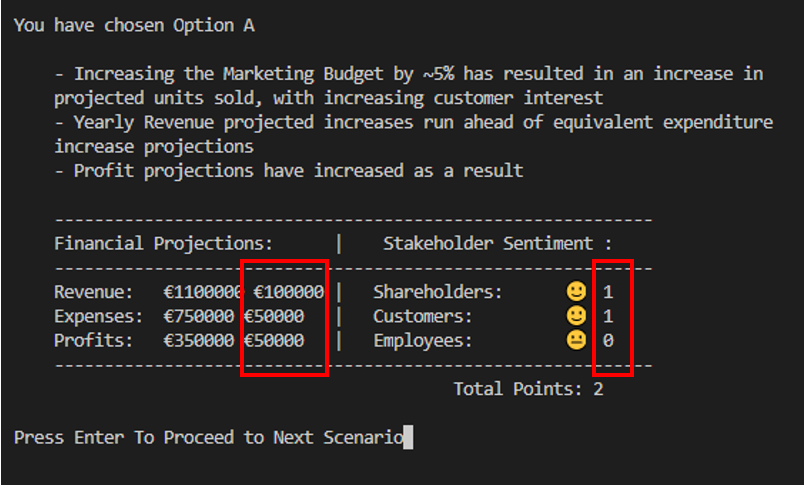 You have chosen Option A
- Increasing the Marketing Budget by ~5% has resulted in an increase in
projected units sold, with increasing customer interest
- Yearly Revenue projected increases run ahead of equivalent expenditure
increase projections
- Profit projections have increased as a result
------------------------------------------------------------
Financial Projections:      |    Stakeholder Sentiment :
------------------------------------------------------------
Revenue:   €1100000 €100000 |   Shareholders:      🙂 1
Expenses:  €750000 €50000   |   Customers:         🙂 1
Profits:   €350000 €50000   |   Employees:         😐 0
------------------------------------------------------------
Total Points: 2
Press Enter To Proceed to Next Scenario